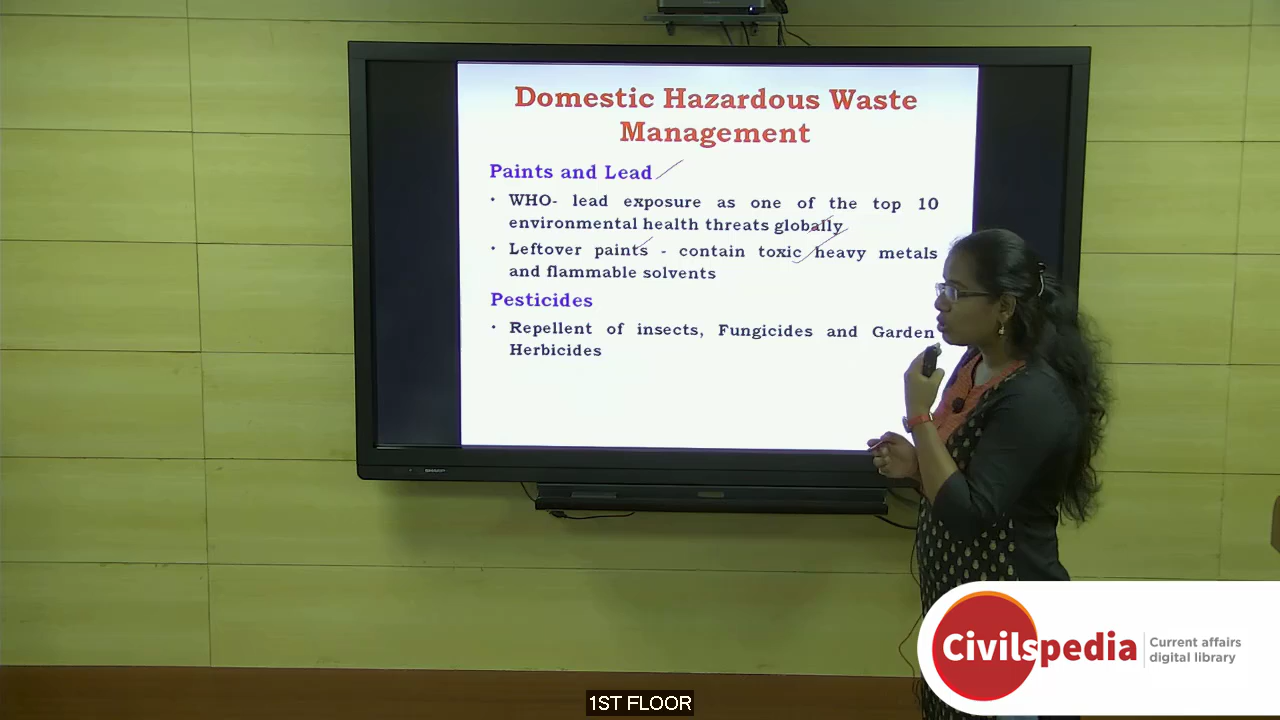 Domestic Hazardous Waste
Management
Paints and Lead
• WHO- lead exposure as one of the top 10
environmental health threats globally
• Leftover paints - contain toxic heavy metals
and flammable solvents
Pesticides
• Repellent of insects, Fungicides and Garden
Herbicides
SHARP
Civilspedia
Current affairs
digital library
1ST FLOOR